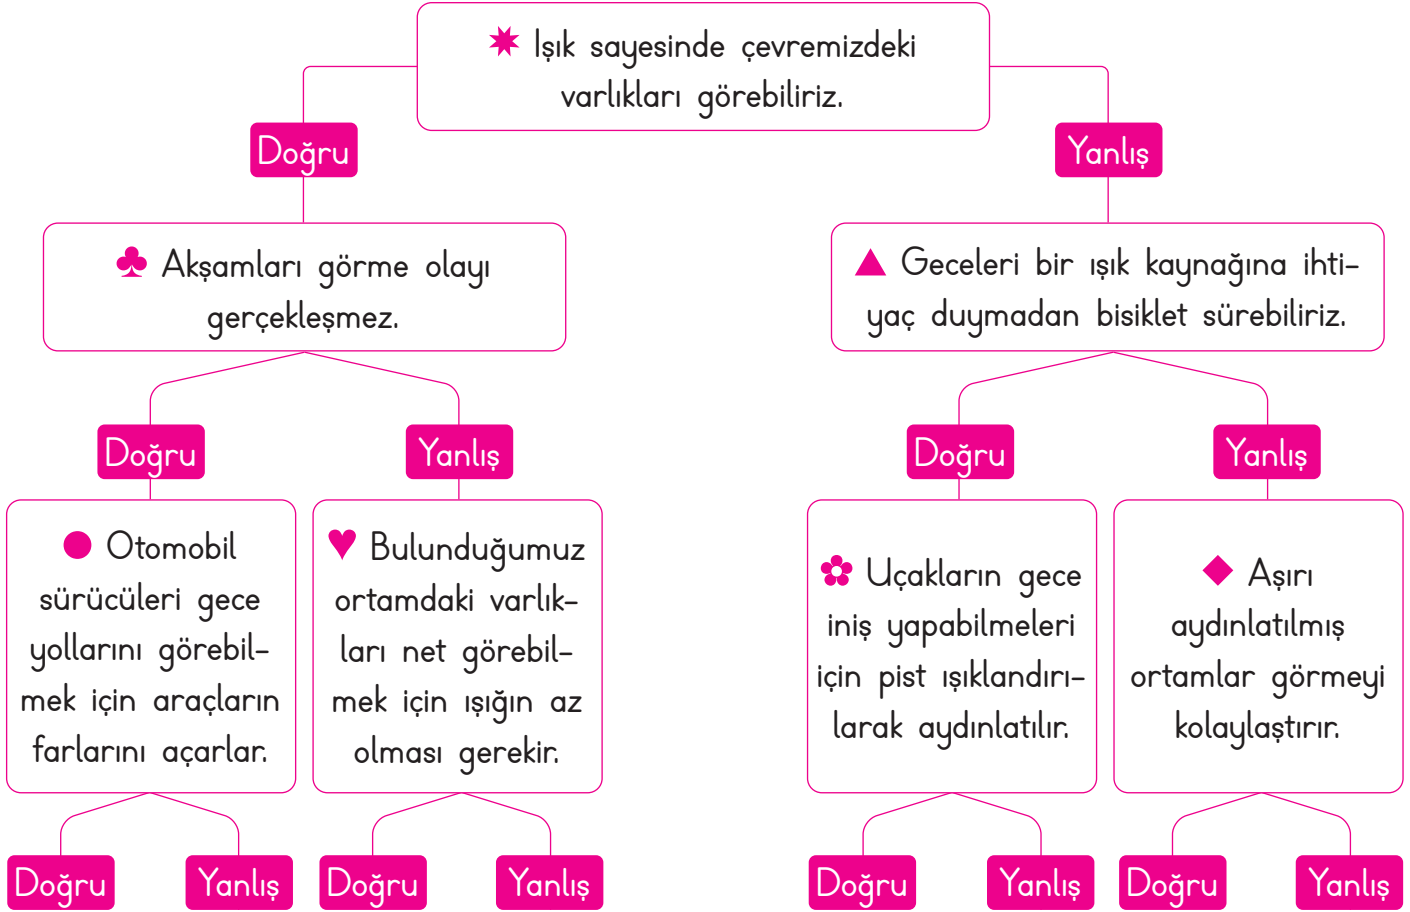 Işık sayesinde çevremizdeki
varlıkları görebiliriz.
Doğru
Yanlış
Akşamları görme olayı
gerçekleşmez.
Geceleri bir ışık kaynağına ihti-
yaç duymadan bisiklet sürebiliriz.
Doğru
Yanlış
Doğru
Yanlış
Otomobil
sürücüleri gece
yollarını görebil-
mek için araçların
farlarını açarlar.
Bulunduğumuz
ortamdaki varlık-
ları net görebil-
mek için ışığın az
olması gerekir.
Uçakların gece
iniş yapabilmeleri
için pist ışıklandırı-
larak aydınlatılır.
Aşırı
aydınlatılmış
ortamlar görmeyi
kolaylaştırır.
Doğru
Yanlış
Doğru
Yanlış
Doğru
Yanlış
Doğru
Yanlış